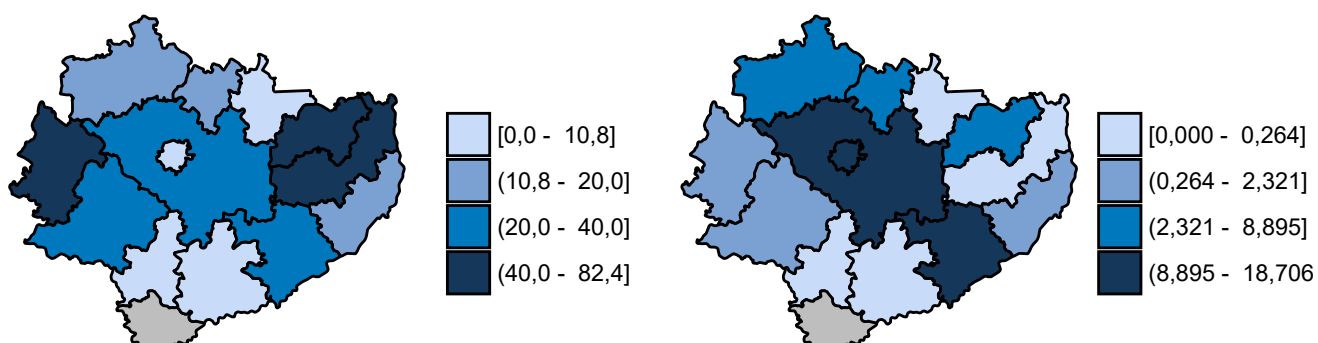 [0,0 - 10,8]
(10,8 - 20,0]
(20,0 - 40,0]
(40,0 - 82,4]
[0,000 - 0,264]
(0,264 - 2,321]
(2,321 - 8,895]
(8,895 - 18,706